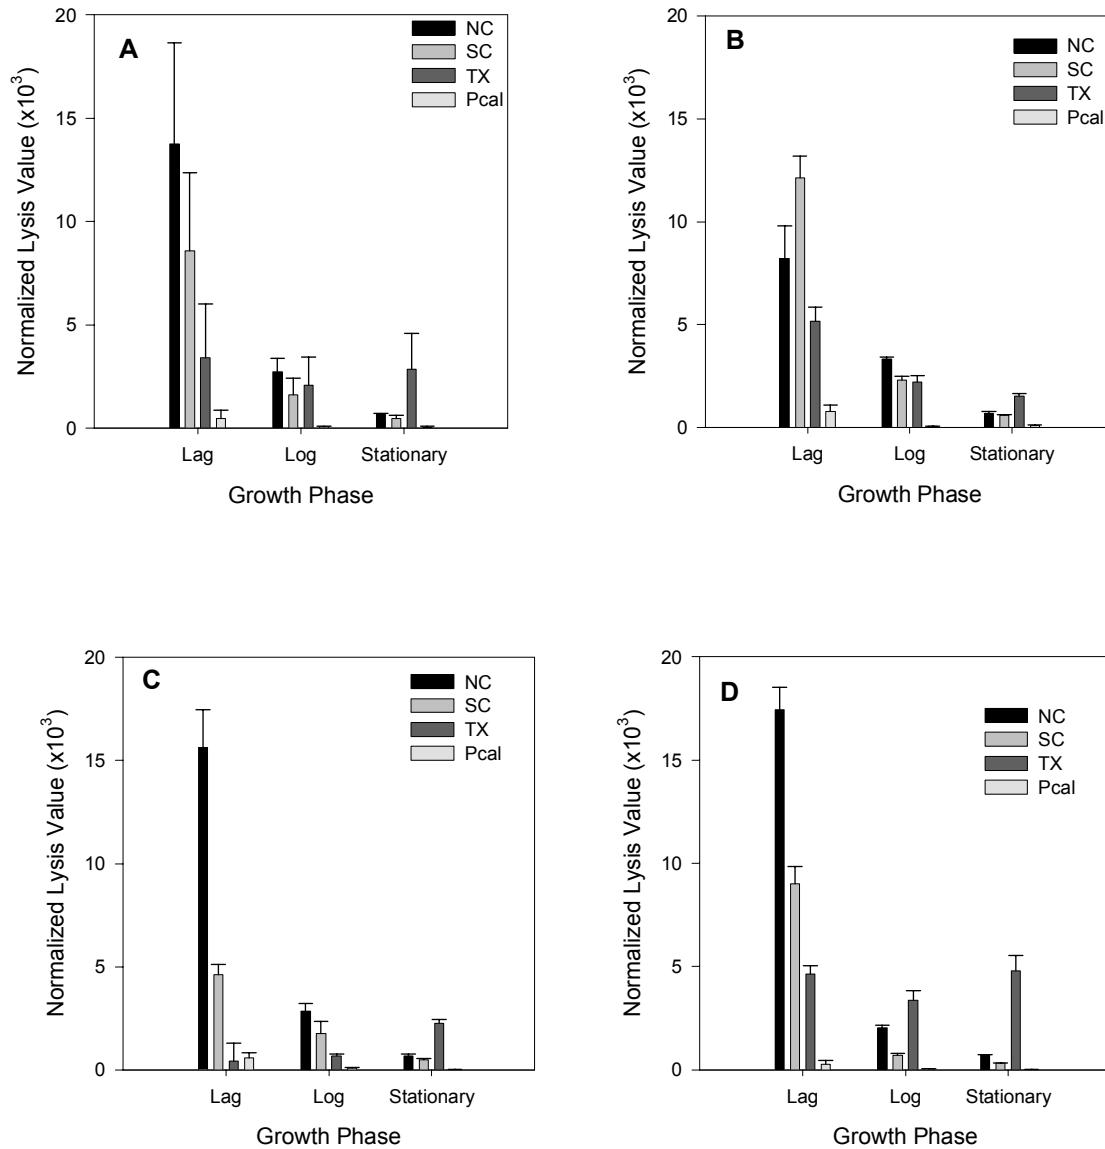 A
NC
SC
TX
Pcal
Normalized Lysis Value (x10³)
20
15
10
5
0
Lag Log Stationary
Growth Phase
B
NC
SC
TX
Pcal
Normalized Lysis Value (x10³)
20
15
10
5
0
Lag Log Stationary
Growth Phase
C
NC
SC
TX
Pcal
Normalized Lysis Value (x10³)
20
15
10
5
0
Lag Log Stationary
Growth Phase
D
NC
SC
TX
Pcal
Normalized Lysis Value (x10³)
20
15
10
5
0
Lag Log Stationary
Growth Phase